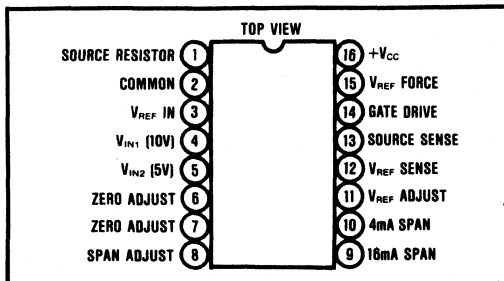 TOP VIEW
SOURCE RESISTOR 1
COMMON 2
VREF IN 3
VIN1 (10V) 4
VIN2 (5V) 5
ZERO ADJUST 6
ZERO ADJUST 7
SPAN ADJUST 8
16 +VCC
15 VREF FORCE
14 GATE DRIVE
13 SOURCE SENSE
12 VREF SENSE
11 VREF ADJUST
10 4mA SPAN
9 16mA SPAN